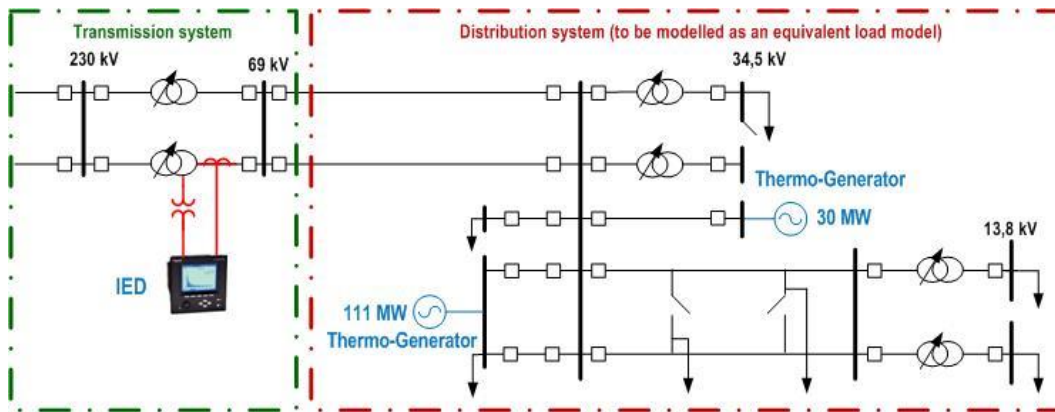 Transmission system
Distribution system (to be modelled as an equivalent load model)
230 kV
69 kV
34,5 kV
Thermo-Generator
30 MW
13,8 kV
IED
111 MW
Thermo-Generator